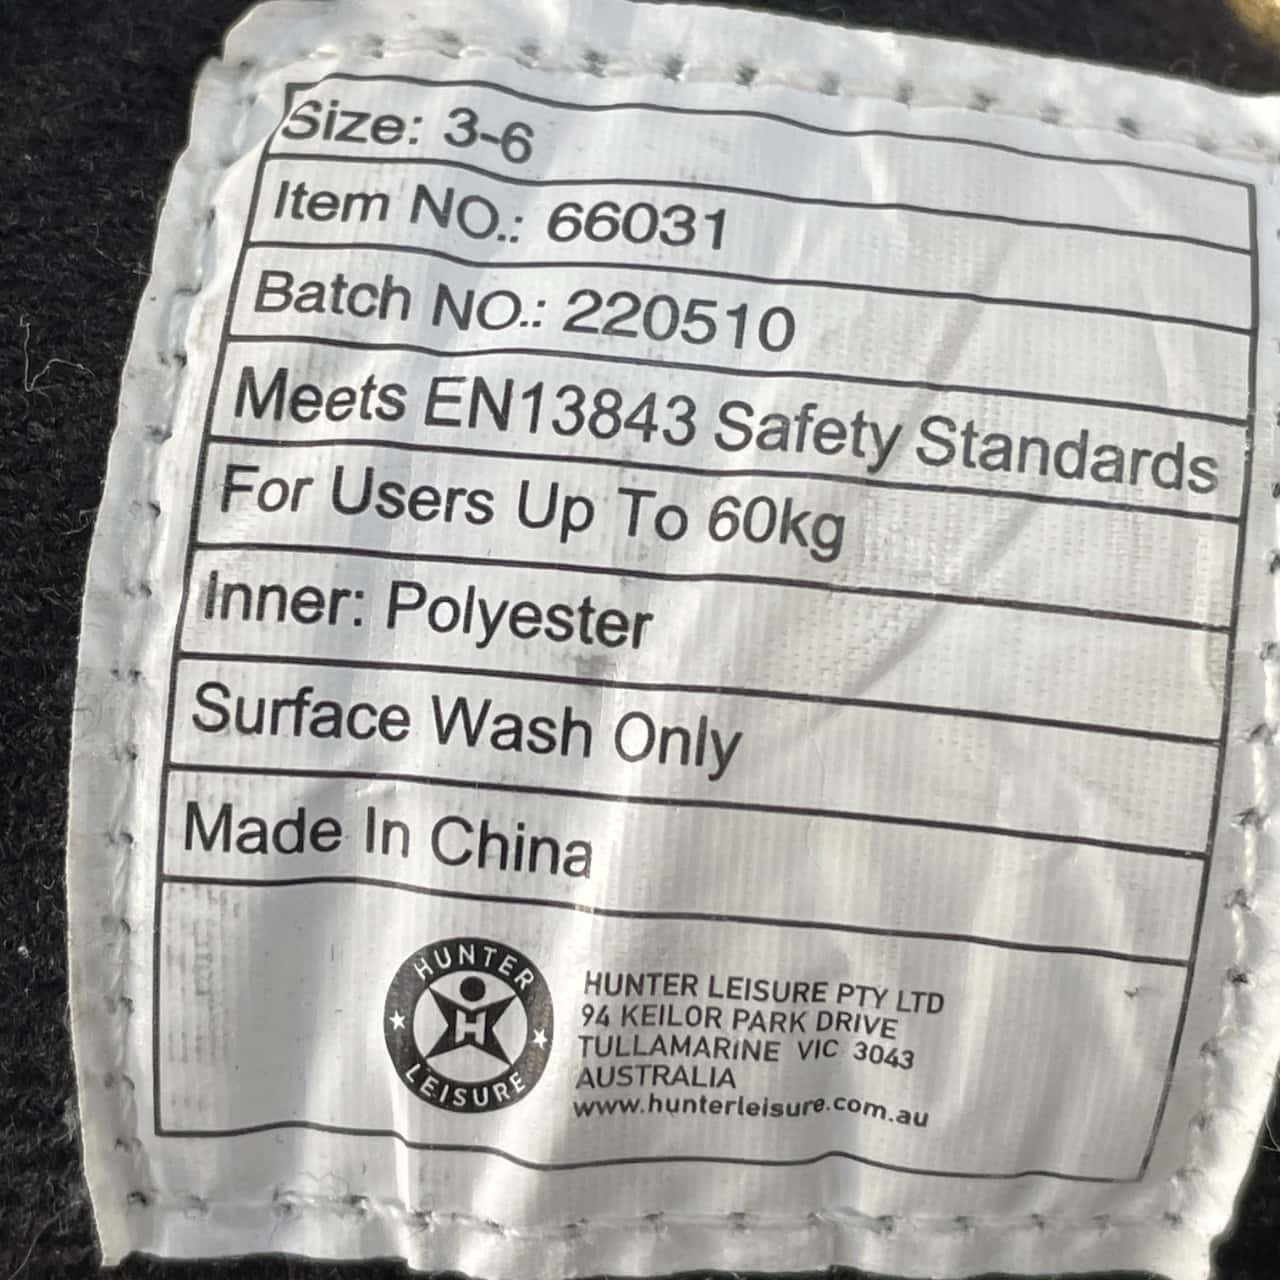 Size: 3-6
Item NO.: 66031
Batch NO.: 220510
Meets EN13843 Safety Standards
For Users Up To 60kg
Inner: Polyester
Surface Wash Only
Made In China
HUNTER
H
LEISURE
HUNTER LEISURE PTY LTD
94 KEILOR PARK DRIVE
TULLAMARINE VIC 3043
AUSTRALIA
www.hunterleisure.com.au